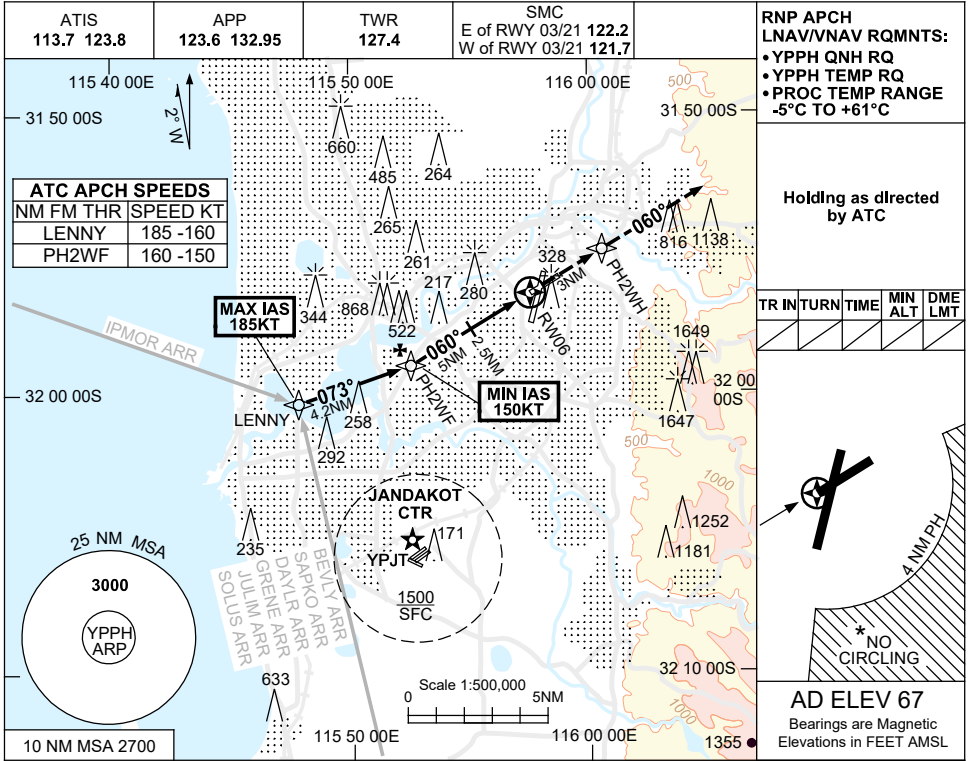 ATIS
113.7 123.8
APP
123.6 132.95
TWR
127.4
SMC
E of RWY 03/21 122.2
W of RWY 03/21 121.7
RNP APCH
LNAV/VNAV RQMNTS:
• YPPH QNH RQ
• YPPH TEMP RQ
• PROC TEMP RANGE
-5°C TO +61°C
115 40 00E
115 50 00E
116 00 00E
500
31 50 00S
31 50 00S
2° W
660
485
264
ATC APCH SPEEDS
NM FM THR SPEED KT
LENNY 185 -160
PH2WF 160 -150
265
261
060°
816
1138
Holding as directed
by ATC
PH2WH
328
3NM
280
217
344
868
522
RW06
MAX IAS
185KT
IPMOR ARR
060°
5NM
2.5NM
TR IN TURN TIME MIN ALT DME LMT
1649
32 00 00S
073°
4.2NM
PH2WF
MIN IAS
150KT
32 00
00S
LENNY
258
292
1647
500
1000
JANDAKOT
CTR
171
YPJT
1500
SFC
235
1252
1181
4 NM PH
25 NM MSA
3000
YPPH
ARP
BEVLY ARR
SAPKO ARR
DAYLR ARR
GRENE ARR
JULIM ARR
SOLUS ARR
*NO
CIRCLING
32 10 00S
633
Scale 1:500,000
0 5NM
1000
AD ELEV 67
Bearings are Magnetic
Elevations in FEET AMSL
10 NM MSA 2700
115 50 00E
116 00 00E
1355